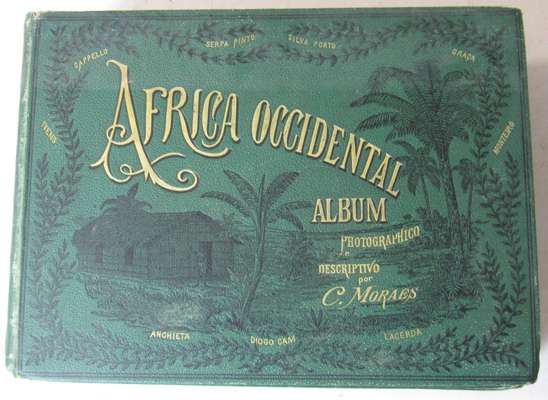 CAPPELLO
SERPA PINTO
SILVA PORTO
GRAÇA
IVENS
MONTEIRO
AFRICA OCCIDENTAL
ALBUM
PHOTOGRAPHICO
e
DESCRIPTIVO
por
C. MORAES
ANCHIETA
DIOGO CAM
LACERDA